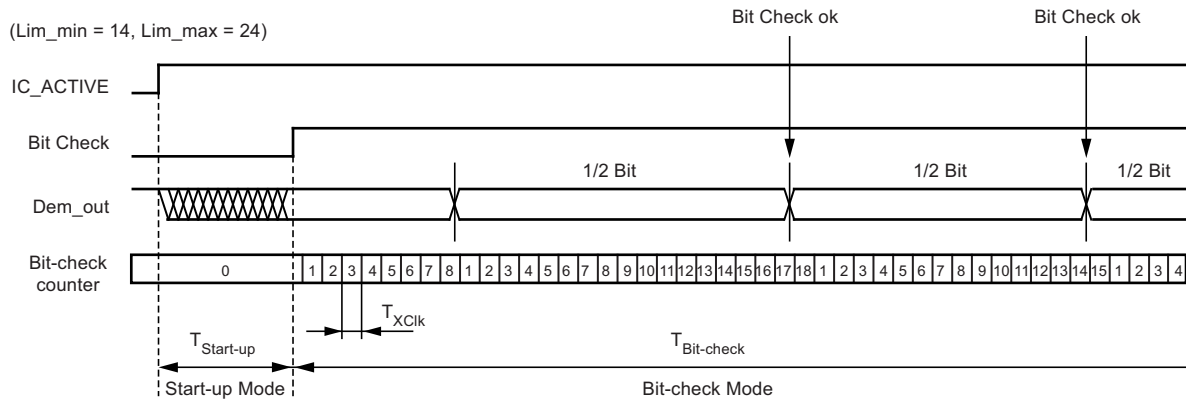 Bit Check ok Bit Check ok
(Lim_min = 14, Lim_max = 24)
IC_ACTIVE
Bit Check
1/2 Bit 1/2 Bit 1/2 Bit
Dem_out
Bit-check
counter
0 1 2 3 4 5 6 7 8 1 2 3 4 5 6 7 8 9 10 11 12 13 14 15 16 17 18 1 2 3 4 5 6 7 8 9 10 11 12 13 14 15 1 2 3 4
TXClk
TStart-up TBit-check
Start-up Mode Bit-check Mode